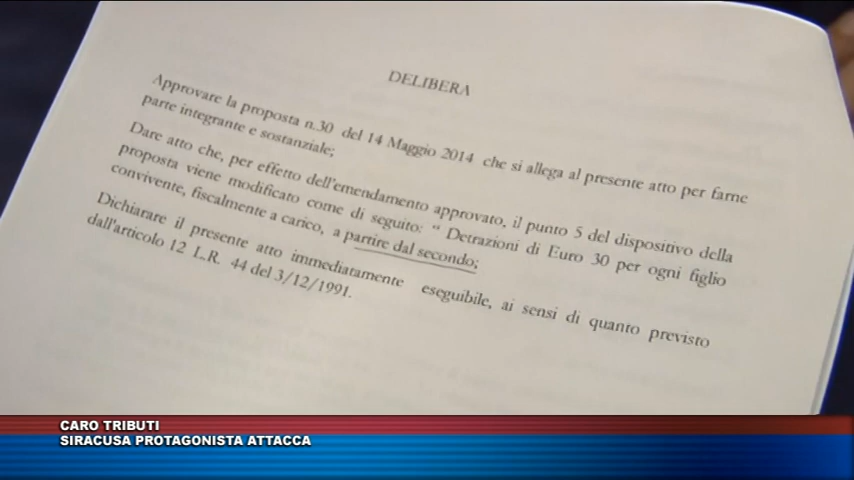 DELIBERA
Approvare la proposta n.30 del 14 Maggio 2014 che si allega al presente atto per farne
parte integrante e sostanziale;
Dare atto che, per effetto dell'emendamento approvato, il punto 5 del dispositivo della
proposta viene modificato come di seguito: " Detrazioni di Euro 30 per ogni figlio
convivente, fiscalmente a carico, a partire dal secondo;
Dichiarare il presente atto immediatamente eseguibile, ai sensi di quanto previsto
dall'articolo 12 L.R. 44 del 3/12/1991.
CARO TRIBUTI
SIRACUSA PROTAGONISTA ATTACCA